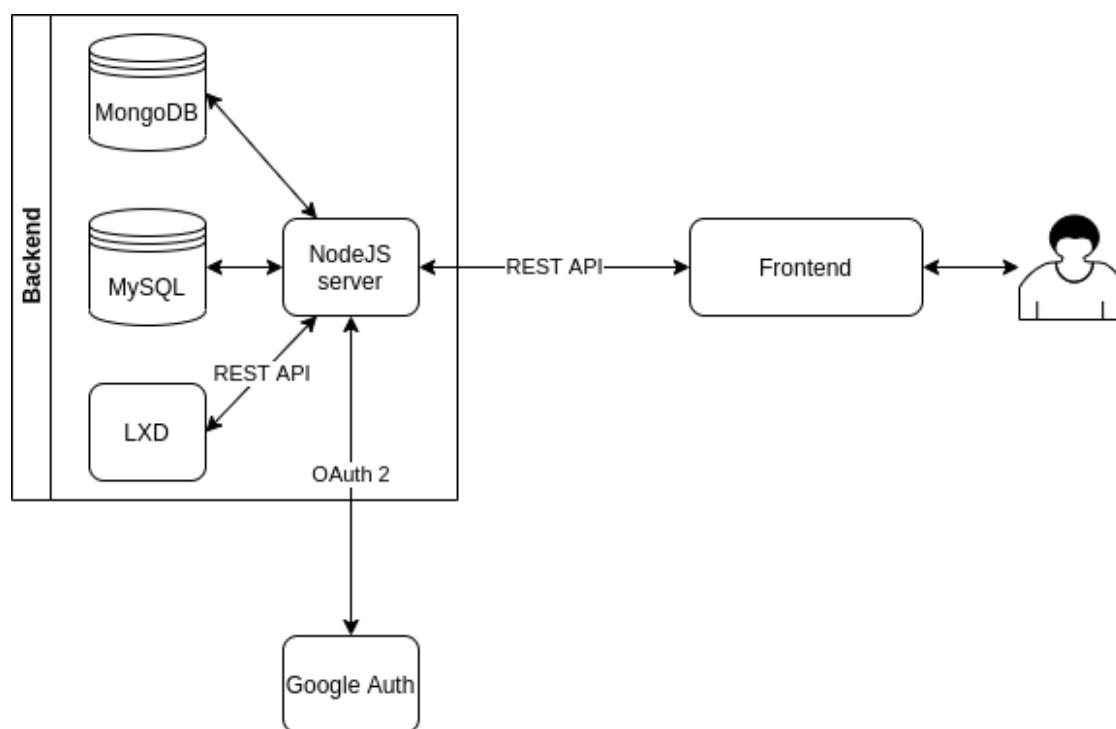 Backend
MongoDB
MySQL
NodeJS
server
REST API
Frontend
REST API
LXD
OAuth 2
Google Auth